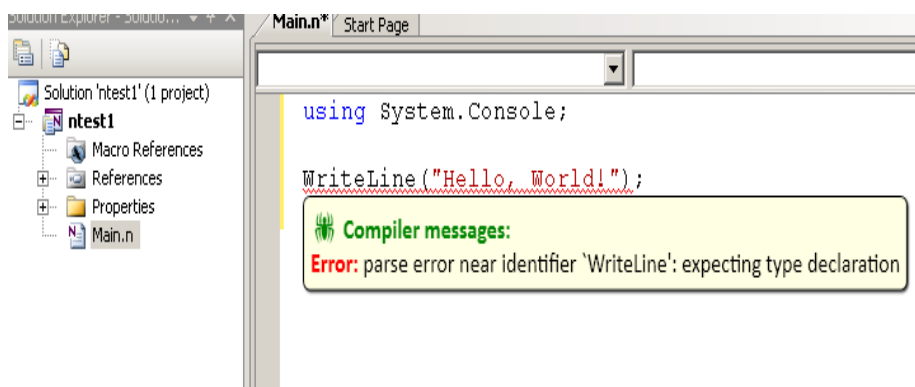 Solution Explorer - Solutio...
Main.n* Start Page
Solution 'ntest1' (1 project)
ntest1
Macro References
References
Properties
Main.n
using System.Console;
WriteLine("Hello, World!");
Compiler messages:
Error: parse error near identifier `WriteLine': expecting type declaration